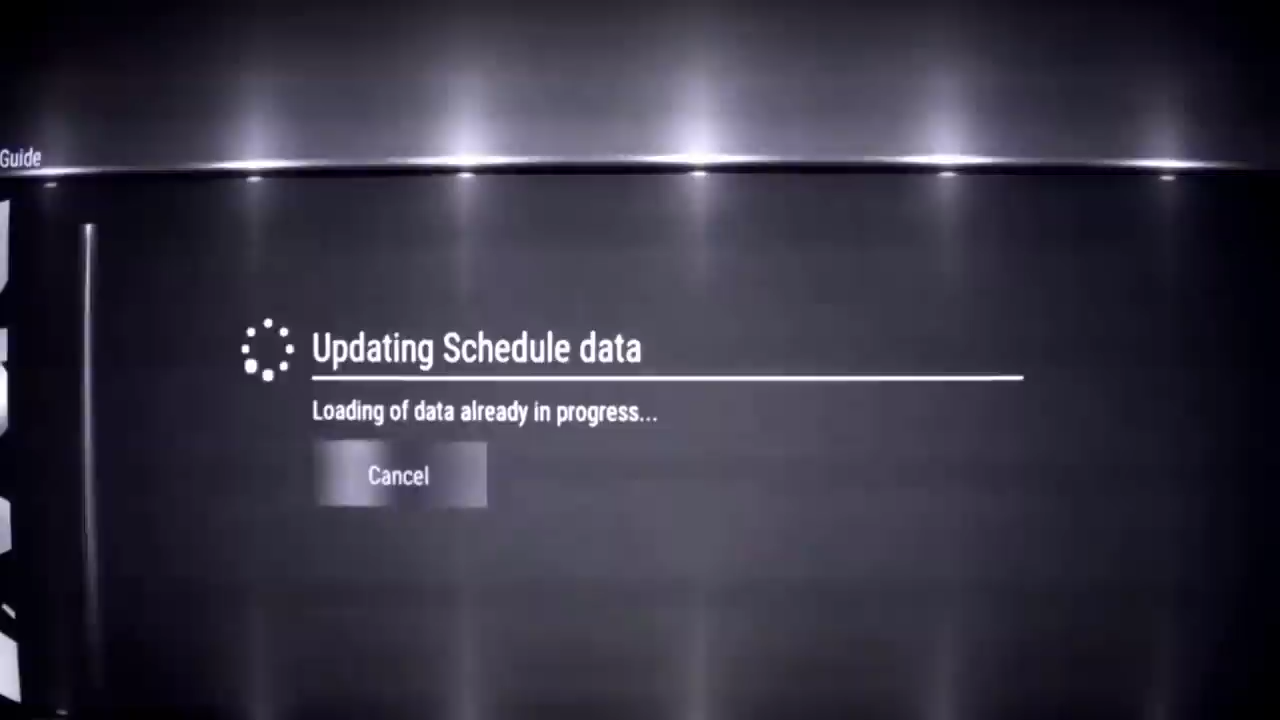 Guide
Updating Schedule data
Loading of data already in progress...
Cancel